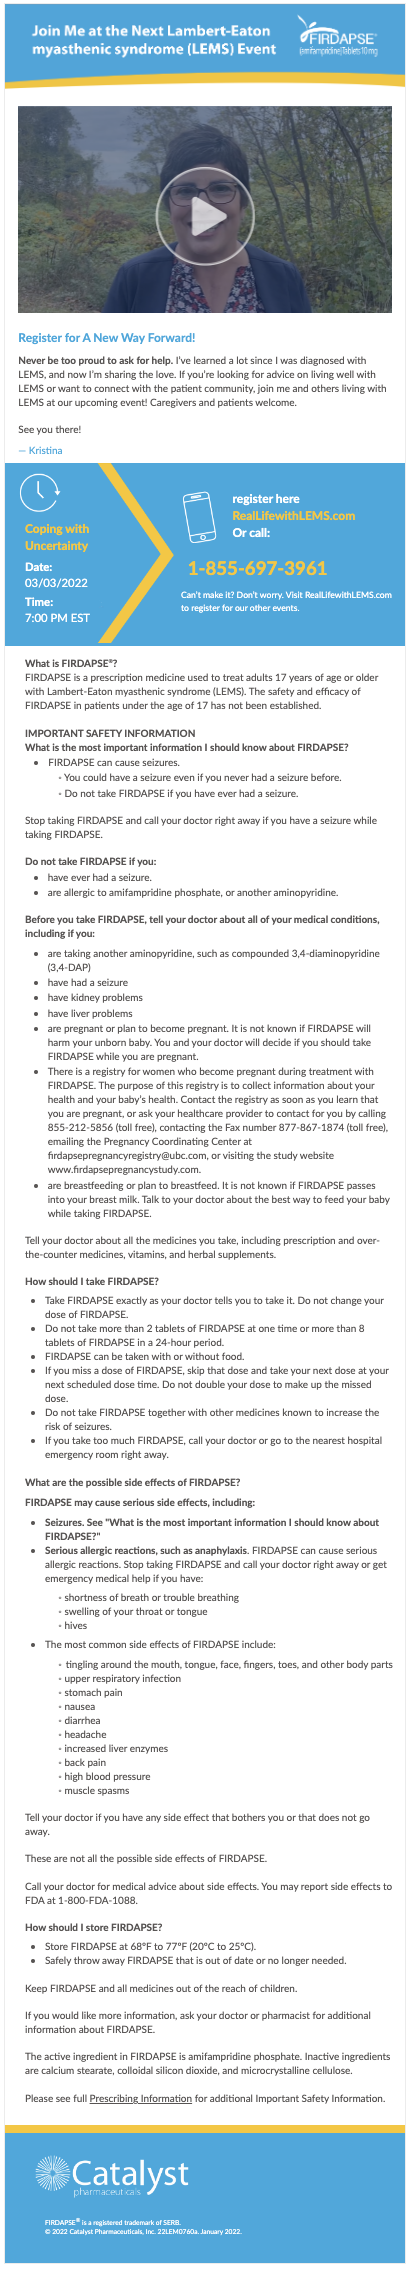 Join Me at the Next Lambert-Eaton
myasthenic syndrome (LEMS) Event
FIRDAPSE®
(amifampridine) Tablets 10 mg
Register for A New Way Forward!
Never be too proud to ask for help. I've learned a lot since I was diagnosed with
LEMS, and now I'm sharing the love. If you're looking for advice on living well with
LEMS or want to connect with the patient community, join me and others living with
LEMS at our upcoming event! Caregivers and patients welcome.
See you there!
— Kristina
Coping with
Uncertainty
Date:
03/03/2022
Time:
7:00 PM EST
register here
RealLifewithLEMS.com
Or call:
1-855-697-3961
Can't make it? Don't worry. Visit RealLifewithLEMS.com
to register for our other events.
What is FIRDAPSE®?
FIRDAPSE is a prescription medicine used to treat adults 17 years of age or older
with Lambert-Eaton myasthenic syndrome (LEMS). The safety and efficacy of
FIRDAPSE in patients under the age of 17 has not been established.
IMPORTANT SAFETY INFORMATION
What is the most important information I should know about FIRDAPSE?
• FIRDAPSE can cause seizures.
◦ You could have a seizure even if you never had a seizure before.
◦ Do not take FIRDAPSE if you have ever had a seizure.
Stop taking FIRDAPSE and call your doctor right away if you have a seizure while
taking FIRDAPSE.
Do not take FIRDAPSE if you:
• have ever had a seizure.
• are allergic to amifampridine phosphate, or another aminopyridine.
Before you take FIRDAPSE, tell your doctor about all of your medical conditions,
including if you:
• are taking another aminopyridine, such as compounded 3,4-diaminopyridine
(3,4-DAP)
• have had a seizure
• have kidney problems
• have liver problems
• are pregnant or plan to become pregnant. It is not known if FIRDAPSE will
harm your unborn baby. You and your doctor will decide if you should take
FIRDAPSE while you are pregnant.
• There is a registry for women who become pregnant during treatment with
FIRDAPSE. The purpose of this registry is to collect information about your
health and your baby's health. Contact the registry as soon as you learn that
you are pregnant, or ask your healthcare provider to contact for you by calling
855-212-5856 (toll free), contacting the Fax number 877-867-1874 (toll free),
emailing the Pregnancy Coordinating Center at
firdapsepregnancyregistry@ubc.com, or visiting the study website
www.firdapsepregnancystudy.com.
• are breastfeeding or plan to breastfeed. It is not known if FIRDAPSE passes
into your breast milk. Talk to your doctor about the best way to feed your baby
while taking FIRDAPSE.
Tell your doctor about all the medicines you take, including prescription and over-
the-counter medicines, vitamins, and herbal supplements.
How should I take FIRDAPSE?
• Take FIRDAPSE exactly as your doctor tells you to take it. Do not change your
dose of FIRDAPSE.
• Do not take more than 2 tablets of FIRDAPSE at one time or more than 8
tablets of FIRDAPSE in a 24-hour period.
• FIRDAPSE can be taken with or without food.
• If you miss a dose of FIRDAPSE, skip that dose and take your next dose at your
next scheduled dose time. Do not double your dose to make up the missed
dose.
• Do not take FIRDAPSE together with other medicines known to increase the
risk of seizures.
• If you take too much FIRDAPSE, call your doctor or go to the nearest hospital
emergency room right away.
What are the possible side effects of FIRDAPSE?
FIRDAPSE may cause serious side effects, including:
• Seizures. See "What is the most important information I should know about
FIRDAPSE?"
• Serious allergic reactions, such as anaphylaxis. FIRDAPSE can cause serious
allergic reactions. Stop taking FIRDAPSE and call your doctor right away or get
emergency medical help if you have:
◦ shortness of breath or trouble breathing
◦ swelling of your throat or tongue
◦ hives
• The most common side effects of FIRDAPSE include:
◦ tingling around the mouth, tongue, face, fingers, toes, and other body parts
◦ upper respiratory infection
◦ stomach pain
◦ nausea
◦ diarrhea
◦ headache
◦ increased liver enzymes
◦ back pain
◦ high blood pressure
◦ muscle spasms
Tell your doctor if you have any side effect that bothers you or that does not go
away.
These are not all the possible side effects of FIRDAPSE.
Call your doctor for medical advice about side effects. You may report side effects to
FDA at 1-800-FDA-1088.
How should I store FIRDAPSE?
• Store FIRDAPSE at 68°F to 77°F (20°C to 25°C).
• Safely throw away FIRDAPSE that is out of date or no longer needed.
Keep FIRDAPSE and all medicines out of the reach of children.
If you would like more information, ask your doctor or pharmacist for additional
information about FIRDAPSE.
The active ingredient in FIRDAPSE is amifampridine phosphate. Inactive ingredients
are calcium stearate, colloidal silicon dioxide, and microcrystalline cellulose.
Please see full Prescribing Information for additional Important Safety Information.
Catalyst
pharmaceuticals
FIRDAPSE® is a registered trademark of SERB.
© 2022 Catalyst Pharmaceuticals, Inc. 22LEM0760a. January 2022.